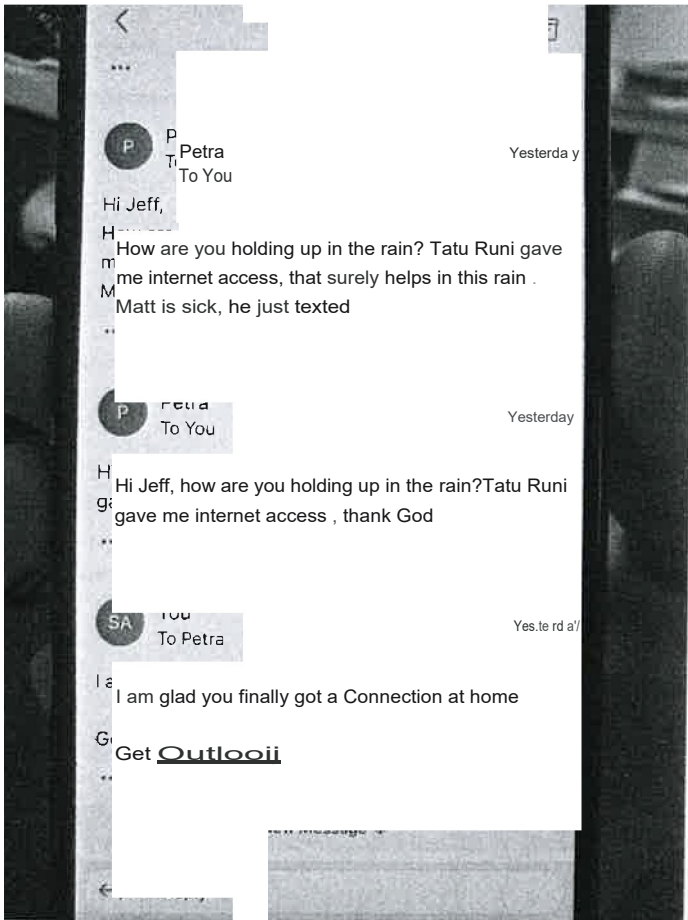 P
P
Petra
Yesterda y
To You
Hi Jeff,
How are you holding up in the rain? Tatu Runi gave
me internet access, that surely helps in this rain .
Matt is sick, he just texted
P
Petra
Yesterday
To You
Hi Jeff, how are you holding up in the rain?Tatu Runi
gave me internet access , thank God
SA
You
Yes.te rd a'/
To Petra
I am glad you finally got a Connection at home
Get Outlooii